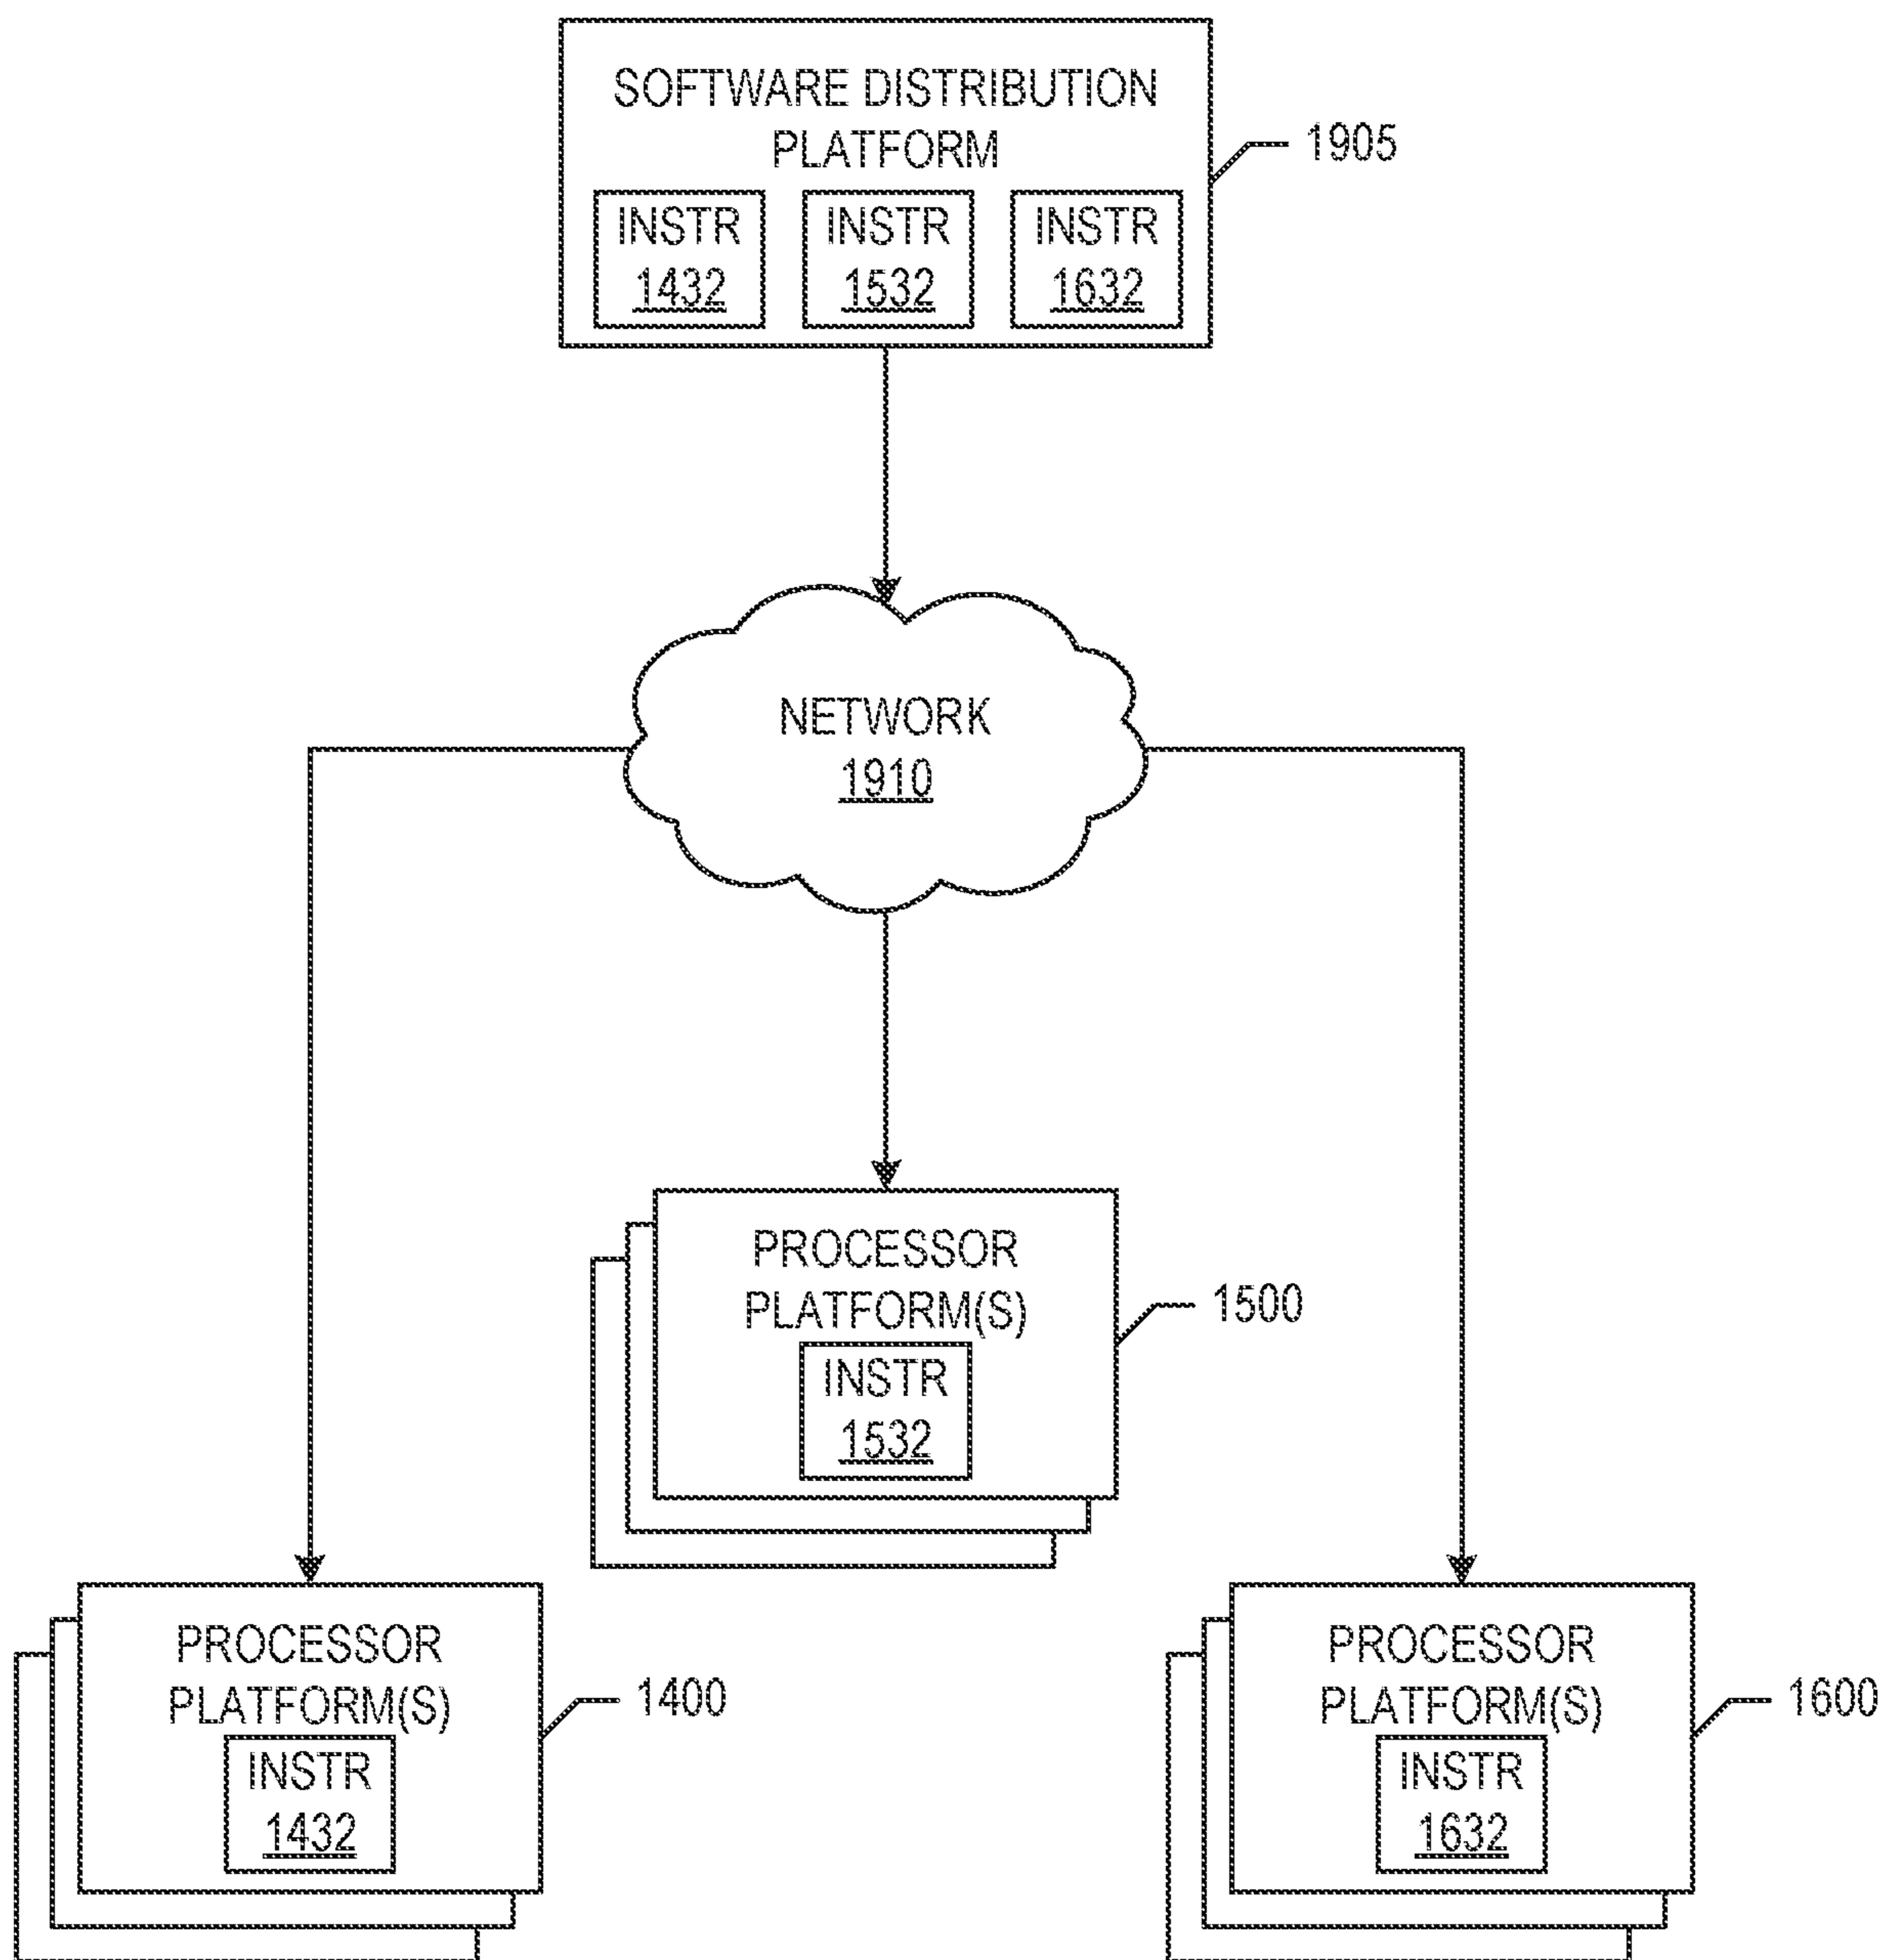 SOFTWARE DISTRIBUTION
PLATFORM
1905
INSTR
1432
INSTR
1532
INSTR
1632
NETWORK
1910
PROCESSOR
PLATFORM(S)
1500
INSTR
1532
PROCESSOR
PLATFORM(S)
1400
INSTR
1432
PROCESSOR
PLATFORM(S)
1600
INSTR
1632